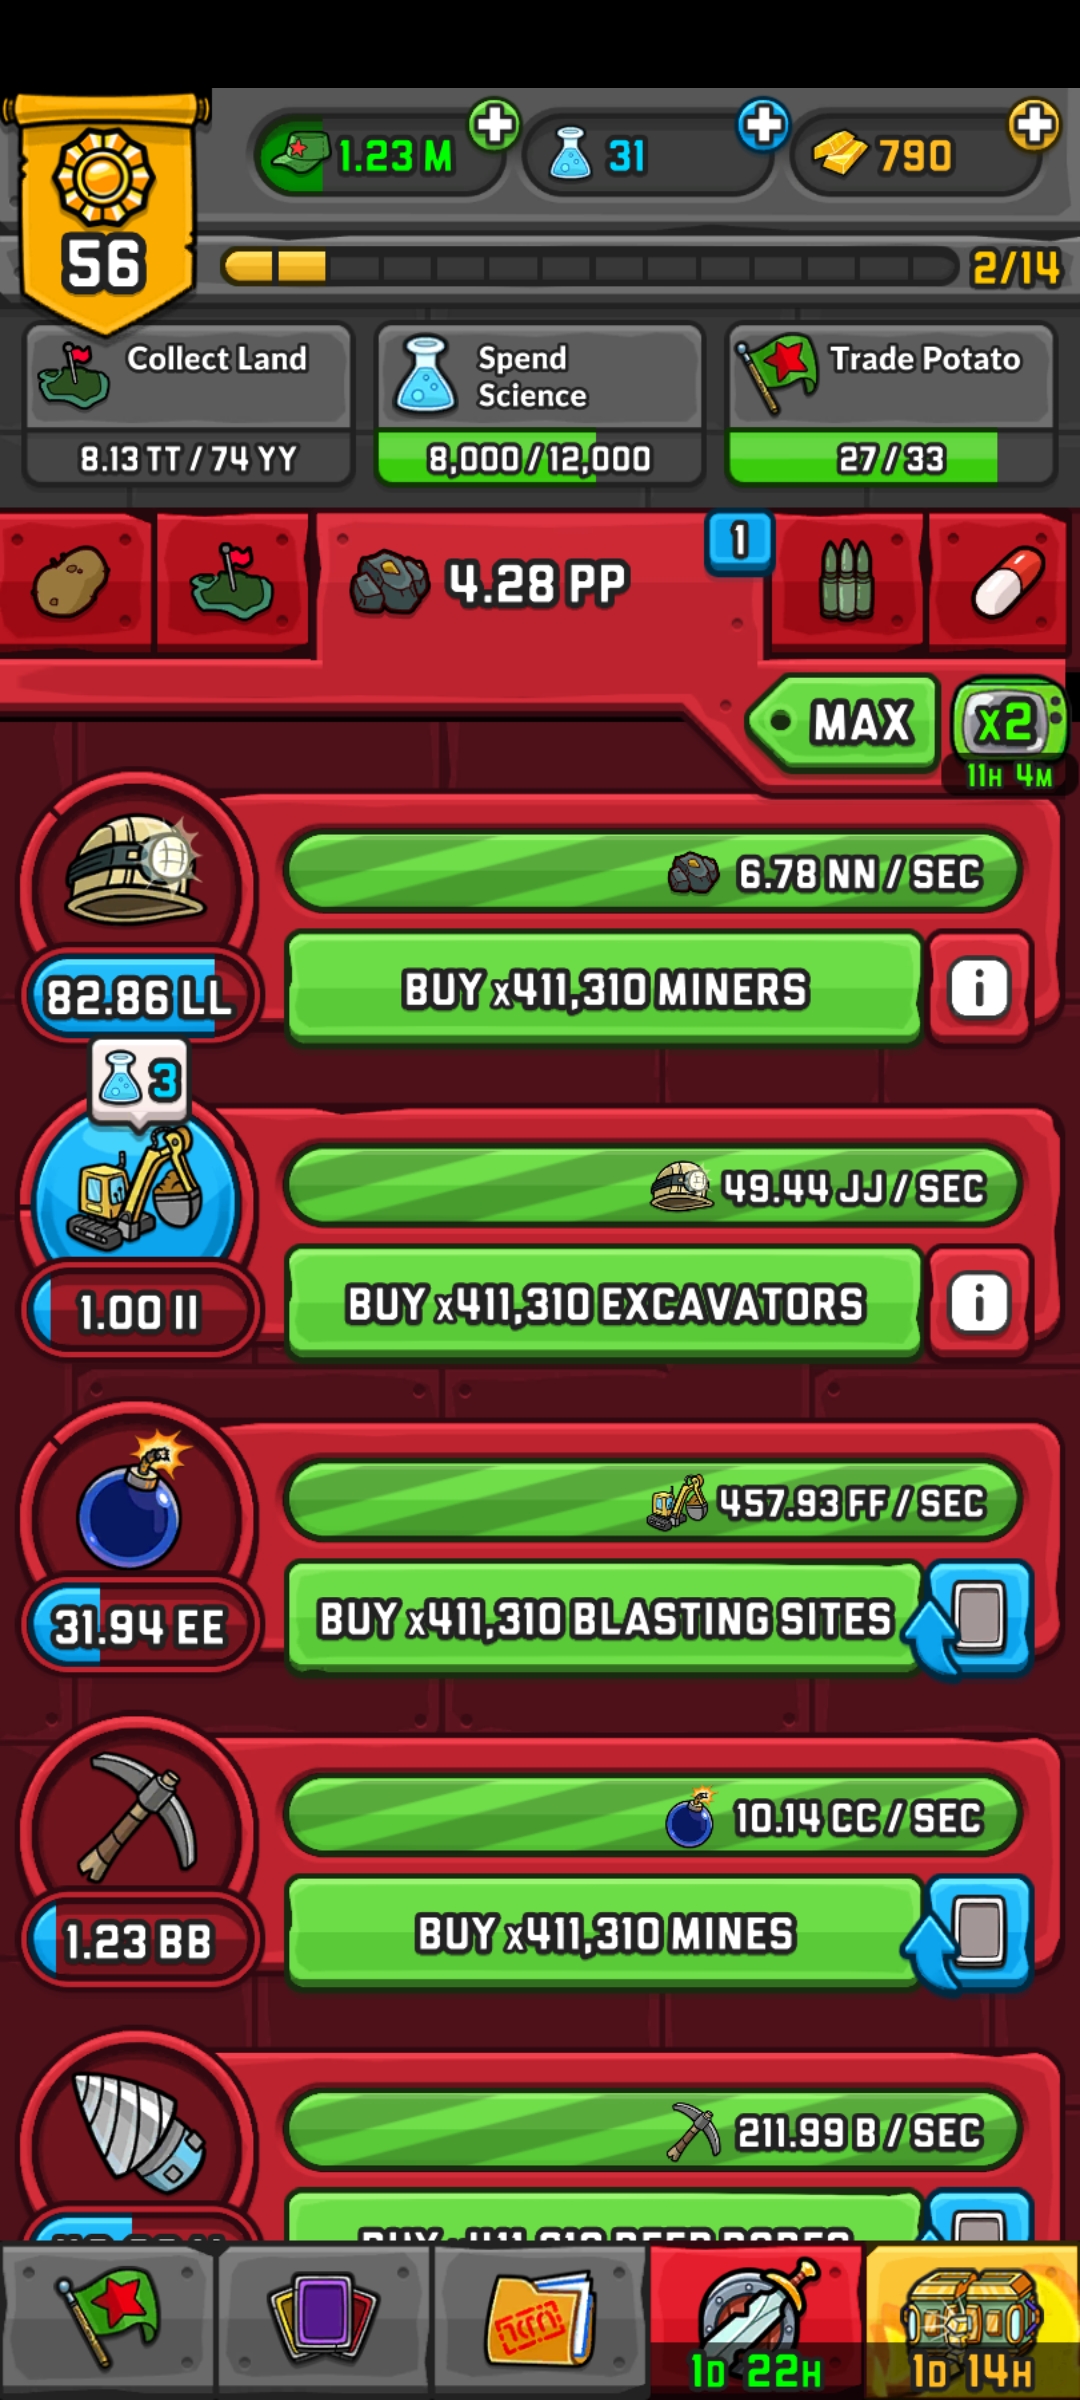 1.23 M
31
790
56
2/14
Collect Land
8.13 TT / 74 YY
Spend
Science
8,000/12,000
Trade Potato
27/33
4.28 PP
1
MAX
x2
11H 4M
6.78 NN / SEC
BUY x411,310 MINERS
82.86 LL
i
3
49.44 JJ / SEC
BUY x411,310 EXCAVATORS
1.00 II
i
457.93 FF / SEC
BUY x411,310 BLASTING SITES
31.94 EE
10.14 CC / SEC
BUY x411,310 MINES
1.23 BB
211.99 B / SEC
1D 22H
1D 14H